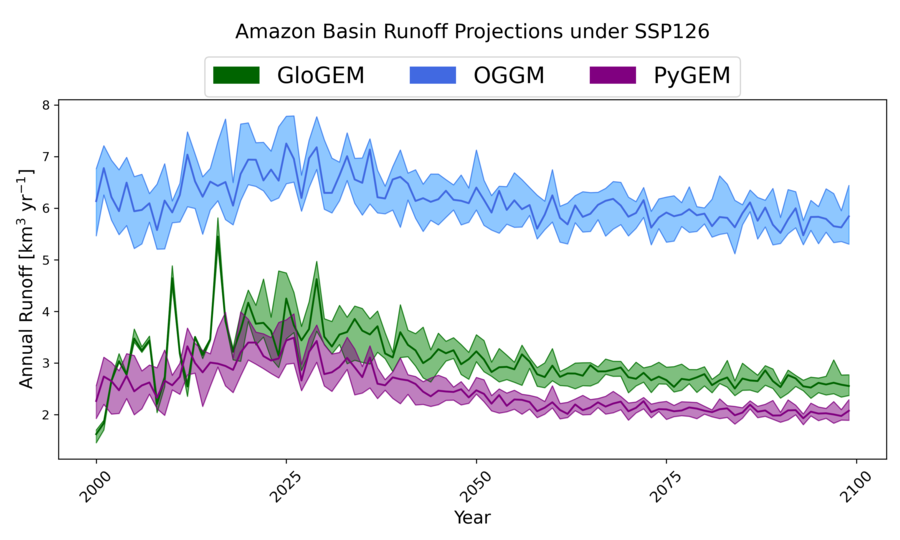 Amazon Basin Runoff Projections under SSP126
GloGEM OGGM PyGEM
Annual Runoff [km³ yr⁻¹]
8
7
6
5
4
3
2
2000 2025 2050 2075 2100
Year